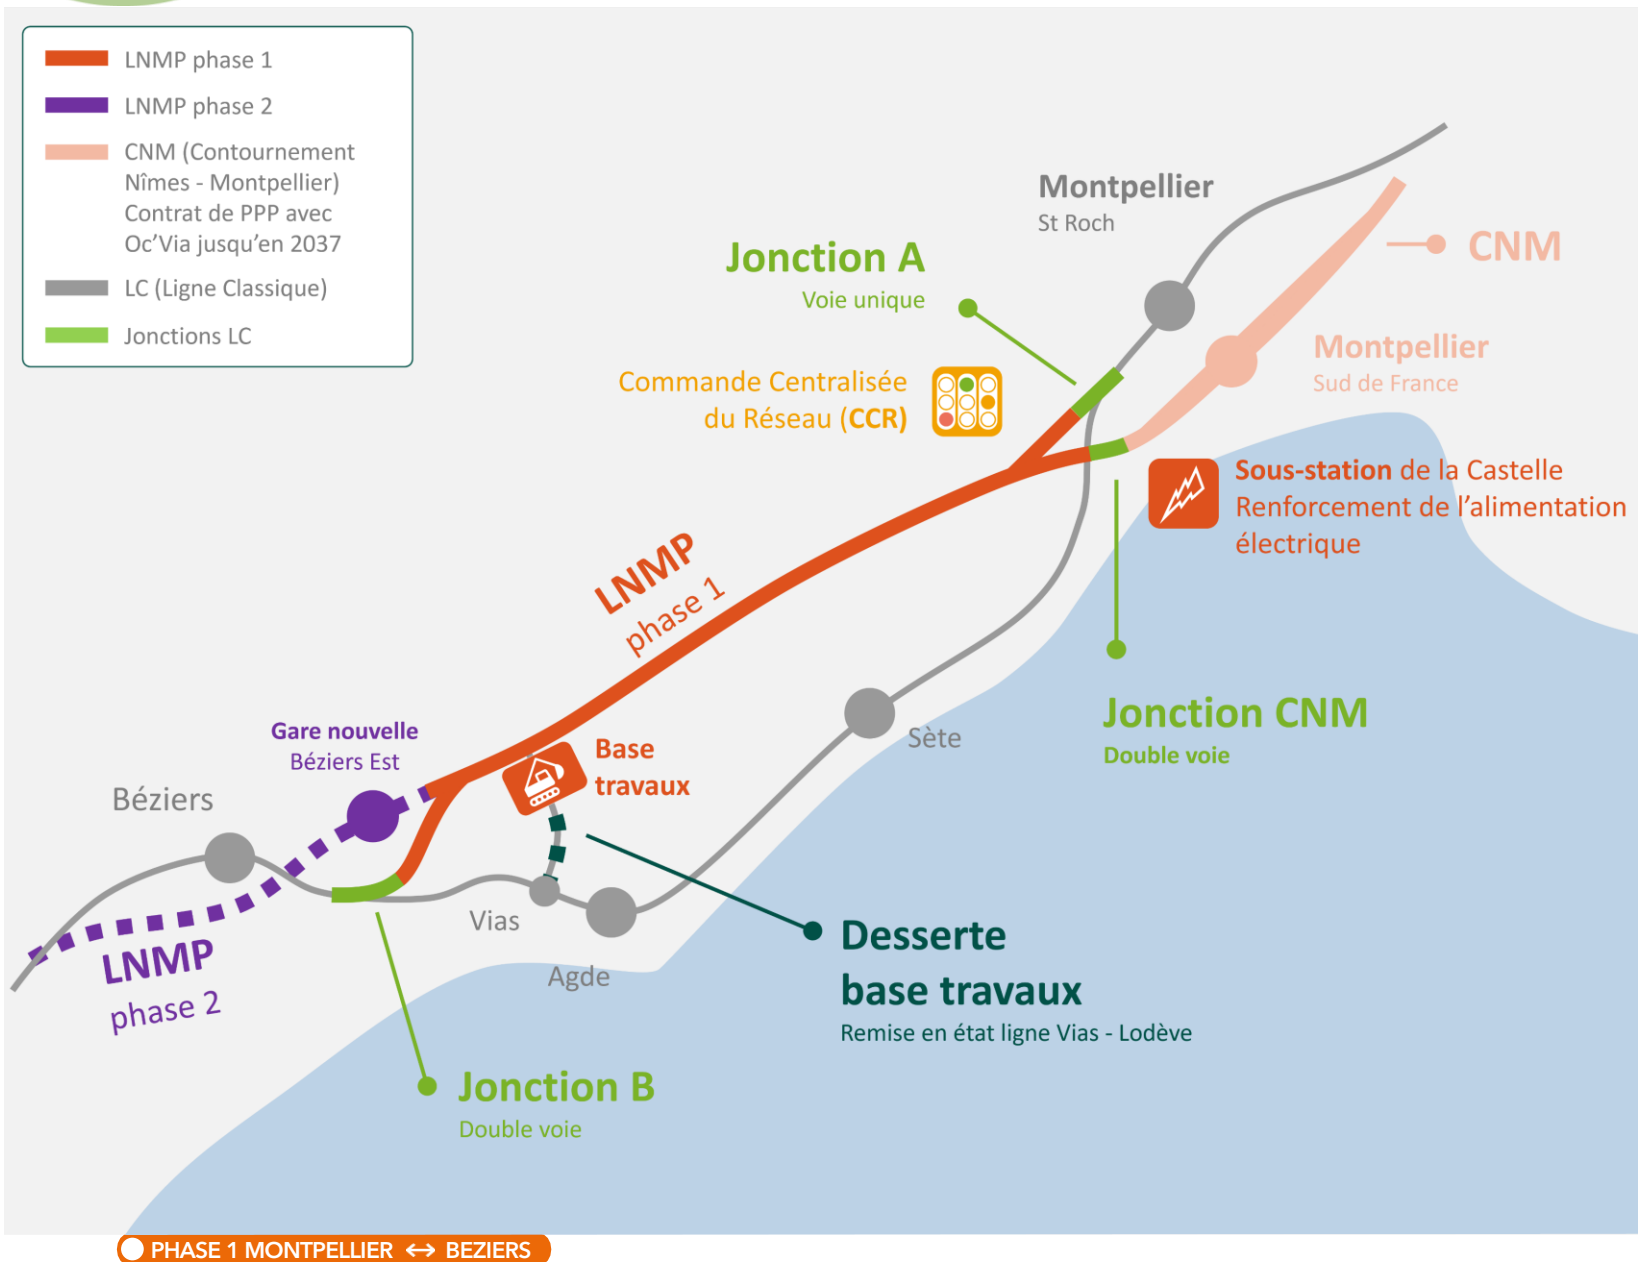 LNMP phase 1
LNMP phase 2
CNM (Contournement
Nîmes - Montpellier)
Contrat de PPP avec
Oc'Via jusqu'en 2037
LC (Ligne Classique)
Jonctions LC
Montpellier
St Roch
Jonction A
Voie unique
CNM
Montpellier
Sud de France
Commande Centralisée
du Réseau (CCR)
Sous-station de la Castelle
Renforcement de l'alimentation
électrique
LNMP
phase 1
Jonction CNM
Double voie
Sète
Gare nouvelle
Béziers Est
Base
travaux
Béziers
Vias
Agde
LNMP
phase 2
Desserte
base travaux
Remise en état ligne Vias - Lodève
Jonction B
Double voie
PHASE 1 MONTPELLIER ↔ BEZIERS